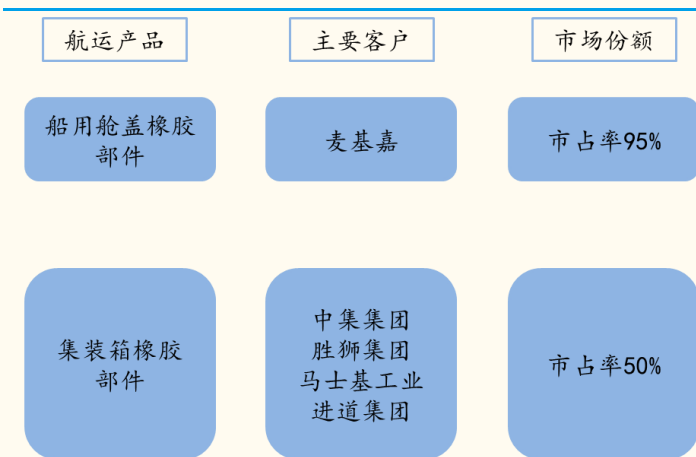 航运产品
主要客户
市场份额
船用舱盖橡胶
部件
麦基嘉
市占率95%
集装箱橡胶
部件
中集集团
胜狮集团
马士基工业
进道集团
市占率50%